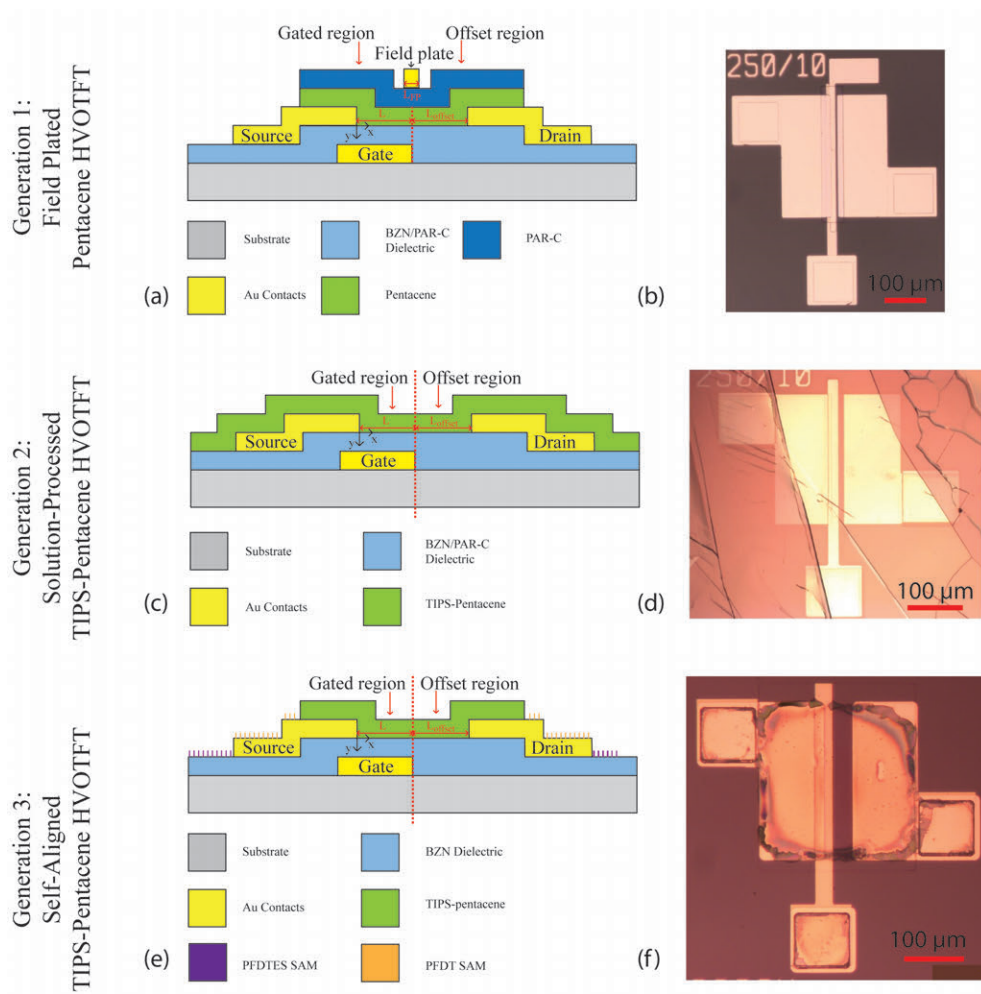 Generation 1:
Field Plated
Pentacene HVOTFT
Gated region
Offset region
Field plate
LFP
L
Loffset
y
x
Source
Drain
Gate
Substrate
BZN/PAR-C
Dielectric
PAR-C
Au Contacts
Pentacene
(a)
250/10
100 µm
(b)
Generation 2:
Solution-Processed
TIPS-Pentacene HVOTFT
Gated region
Offset region
L
Loffset
y
x
Source
Drain
Gate
Substrate
BZN/PAR-C
Dielectric
Au Contacts
TIPS-Pentacene
(c)
250/10
100 µm
(d)
Generation 3:
Self-Aligned
TIPS-Pentacene HVOTFT
Gated region
Offset region
L
Loffset
y
x
Source
Drain
Gate
Substrate
BZN Dielectric
Au Contacts
TIPS-pentacene
PFDTES SAM
PFDT SAM
(e)
100 µm
(f)